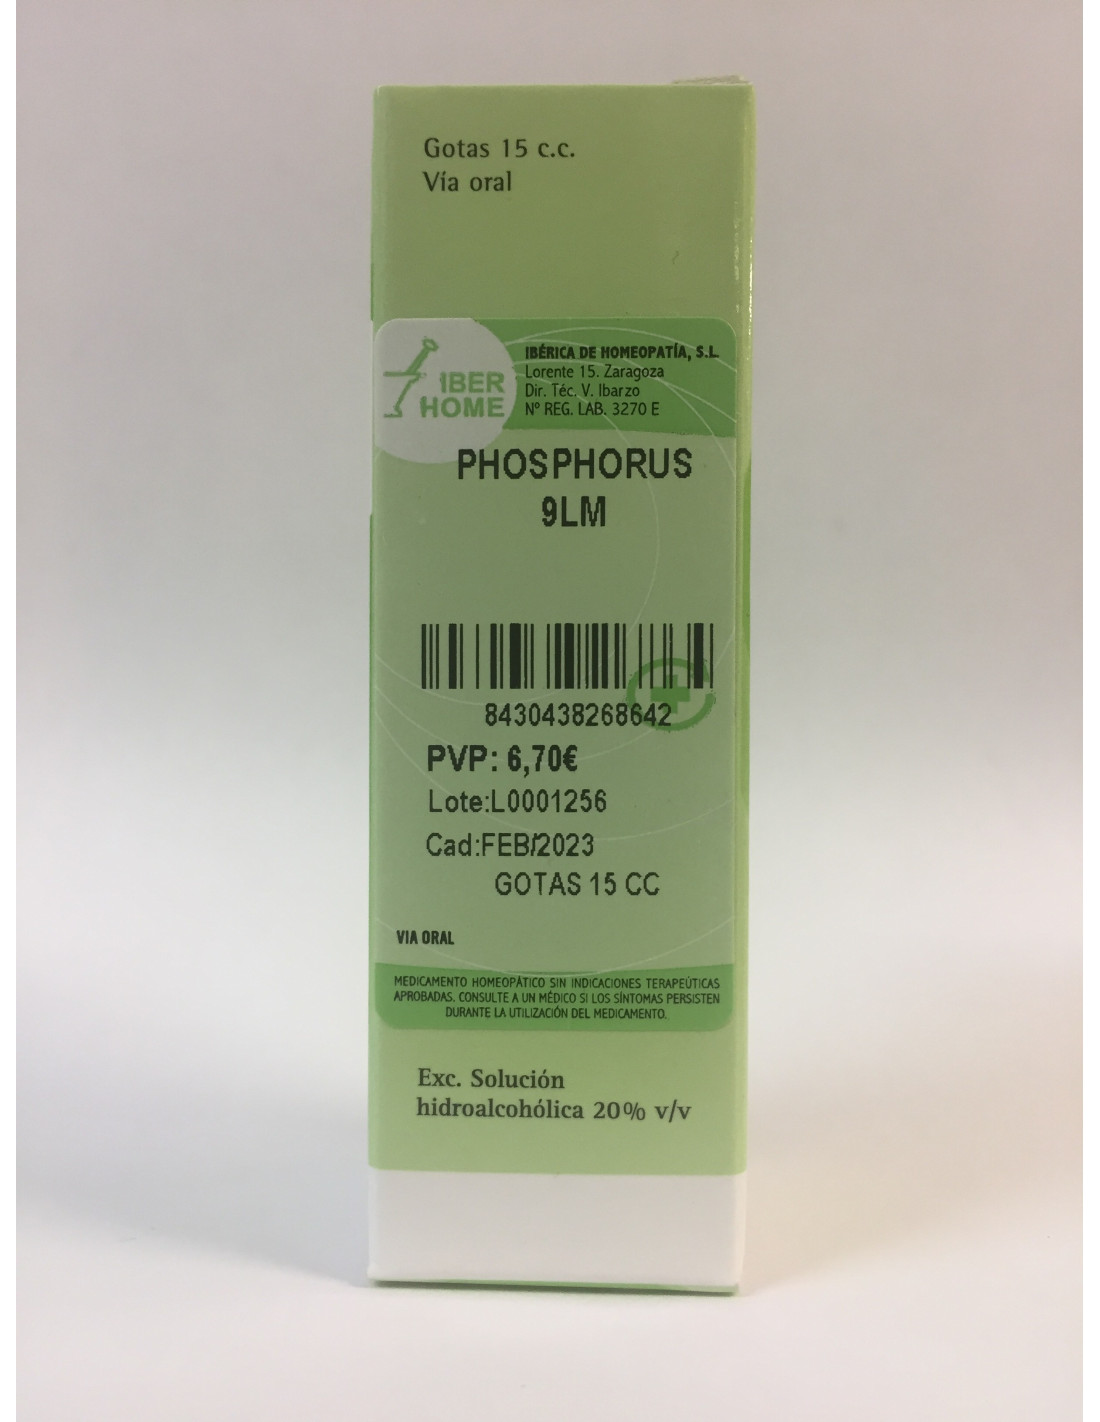 Gotas 15 c.c.
Vía oral
IBER
HOME
IBÉRICA DE HOMEOPATÍA, S.L.
Lorente 15. Zaragoza
Dir. Téc. V. Ibarzo
Nº REG. LAB. 3270 E
PHOSPHORUS
9LM
8430438268642
PVP: 6,70€
Lote:L0001256
Cad:FEB/2023
GOTAS 15 CC
VIA ORAL
MEDICAMENTO HOMEOPÁTICO SIN INDICACIONES TERAPEÚTICAS
APROBADAS. CONSULTE A UN MÉDICO SI LOS SÍNTOMAS PERSISTEN
DURANTE LA UTILIZACIÓN DEL MEDICAMENTO.
Exc. Solución
hidroalcohólica 20% v/v